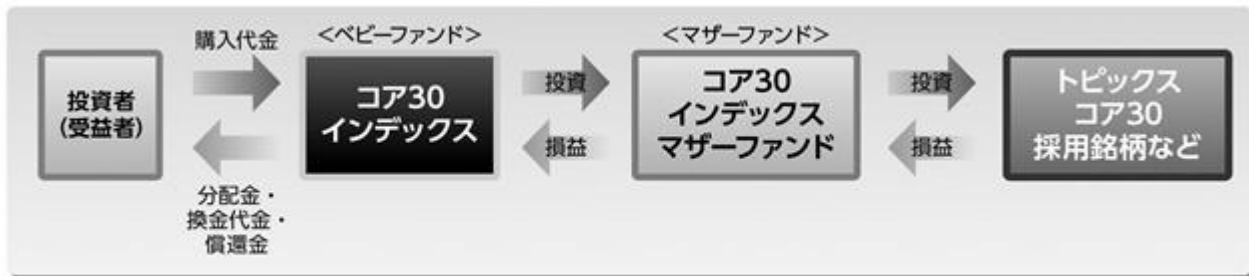 購入代金
<ベビーファンド>
<マザーファンド>
投資者
(受益者)
コア30
インデックス
投資
損益
コア30
インデックス
マザーファンド
投資
損益
トピックス
コア30
採用銘柄など
分配金・
換金代金・
償還金